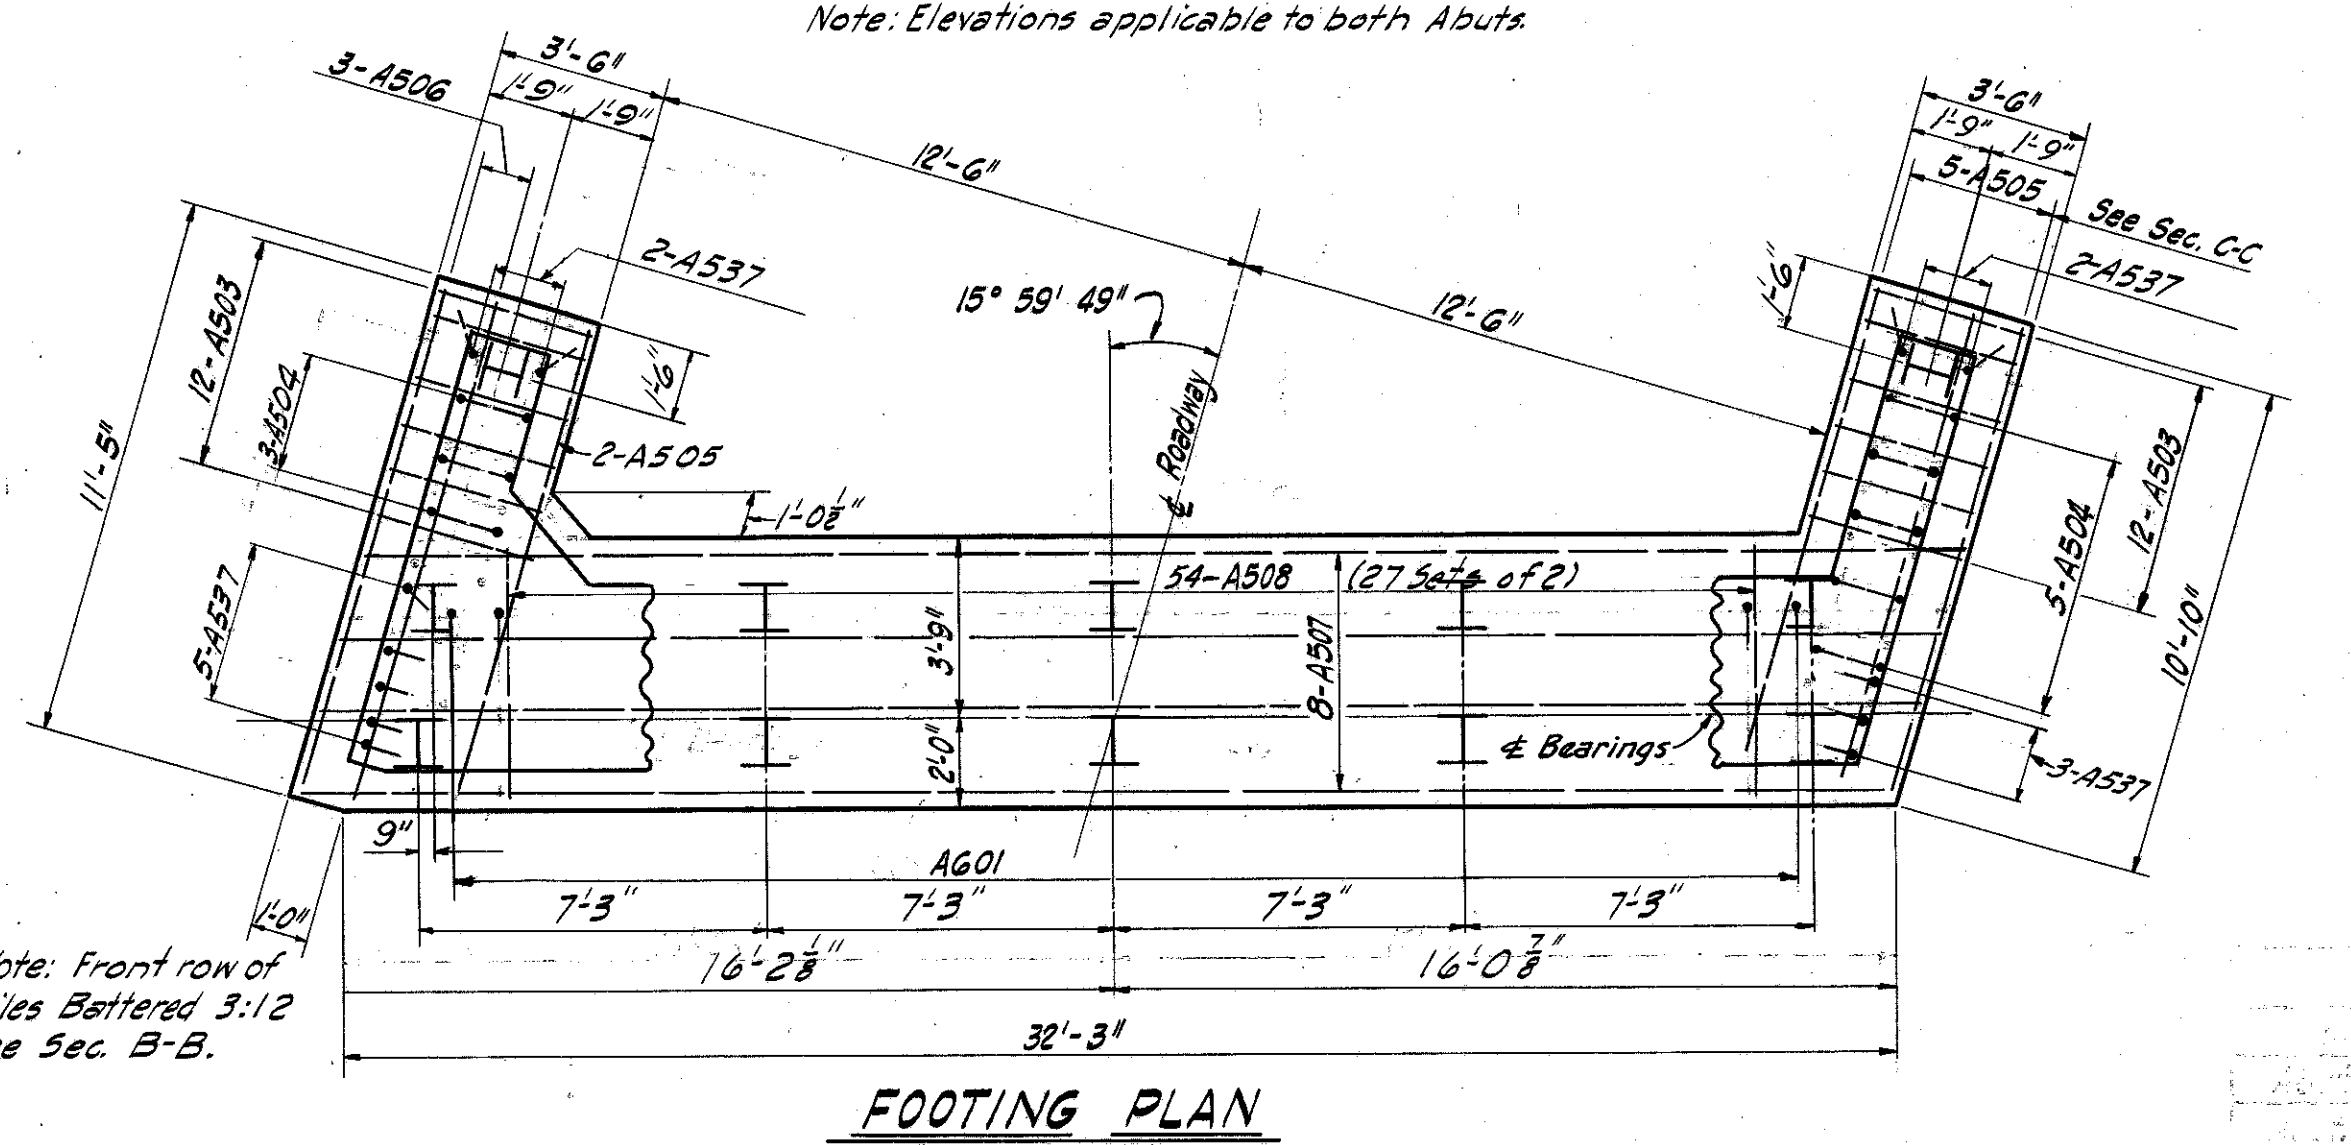 Note: Elevations applicable to both Abuts.
3'-6"
3-A506
1'-9"
1'-9"
12'-6"
3'-6"
1'-9"
1'-9"
5-A505
See Sec. C-C
2-A537
2-A537
15° 59' 49"
12'-6"
1'-6"
12-A503
3-A504
1'-6"
11'-5"
2-A505
℄ Roadway
1'-0½"
12-A503
5-A504
5-A537
54-A508 (27 Sets of 2)
3'-9"
8-A507
10'-10"
2'-0"
℄ Bearings
3-A537
9"
A601
7'-3"
7'-3"
7'-3"
7'-3"
1'-0"
16'-2⅛"
16'-0⅞"
Front row of
Battered 3:12
Sec. B-B.
32'-3"
FOOTING PLAN